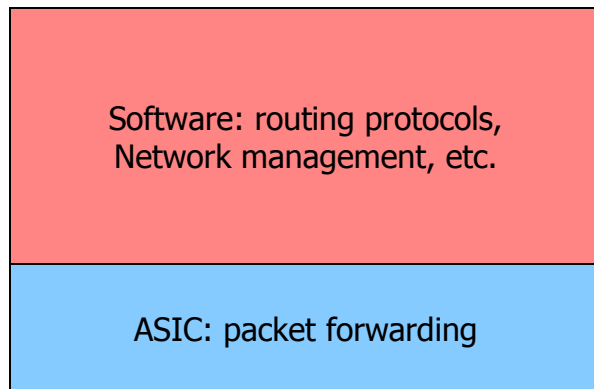 Software: routing protocols,
Network management, etc.
ASIC: packet forwarding